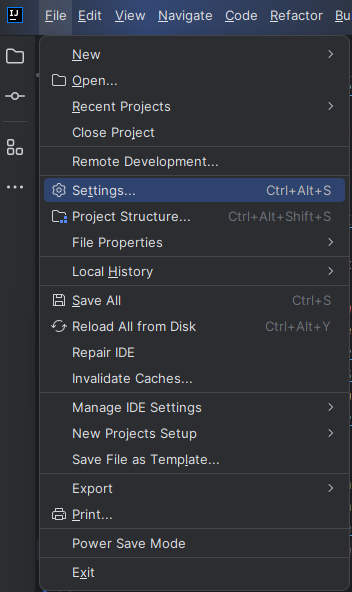 IJ File Edit View Navigate Code Refactor Bu
New
Open...
Recent Projects
Close Project
Remote Development...
Settings... Ctrl+Alt+S
Project Structure... Ctrl+Alt+Shift+S
File Properties
Local History
Save All Ctrl+S
Reload All from Disk Ctrl+Alt+Y
Repair IDE
Invalidate Caches...
Manage IDE Settings
New Projects Setup
Save File as Template...
Export
Print...
Power Save Mode
Exit